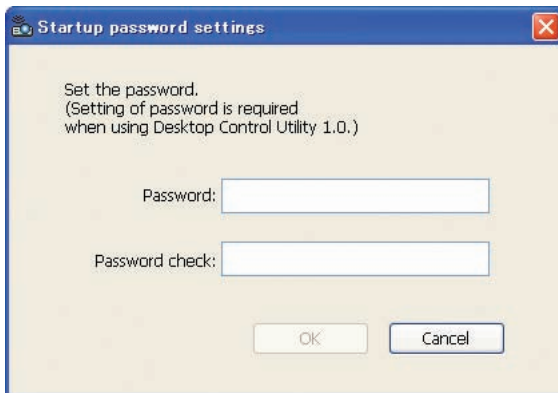 Startup password settings
Set the password.
(Setting of password is required
when using Desktop Control Utility 1.0.)
Password:
Password check:
OK
Cancel